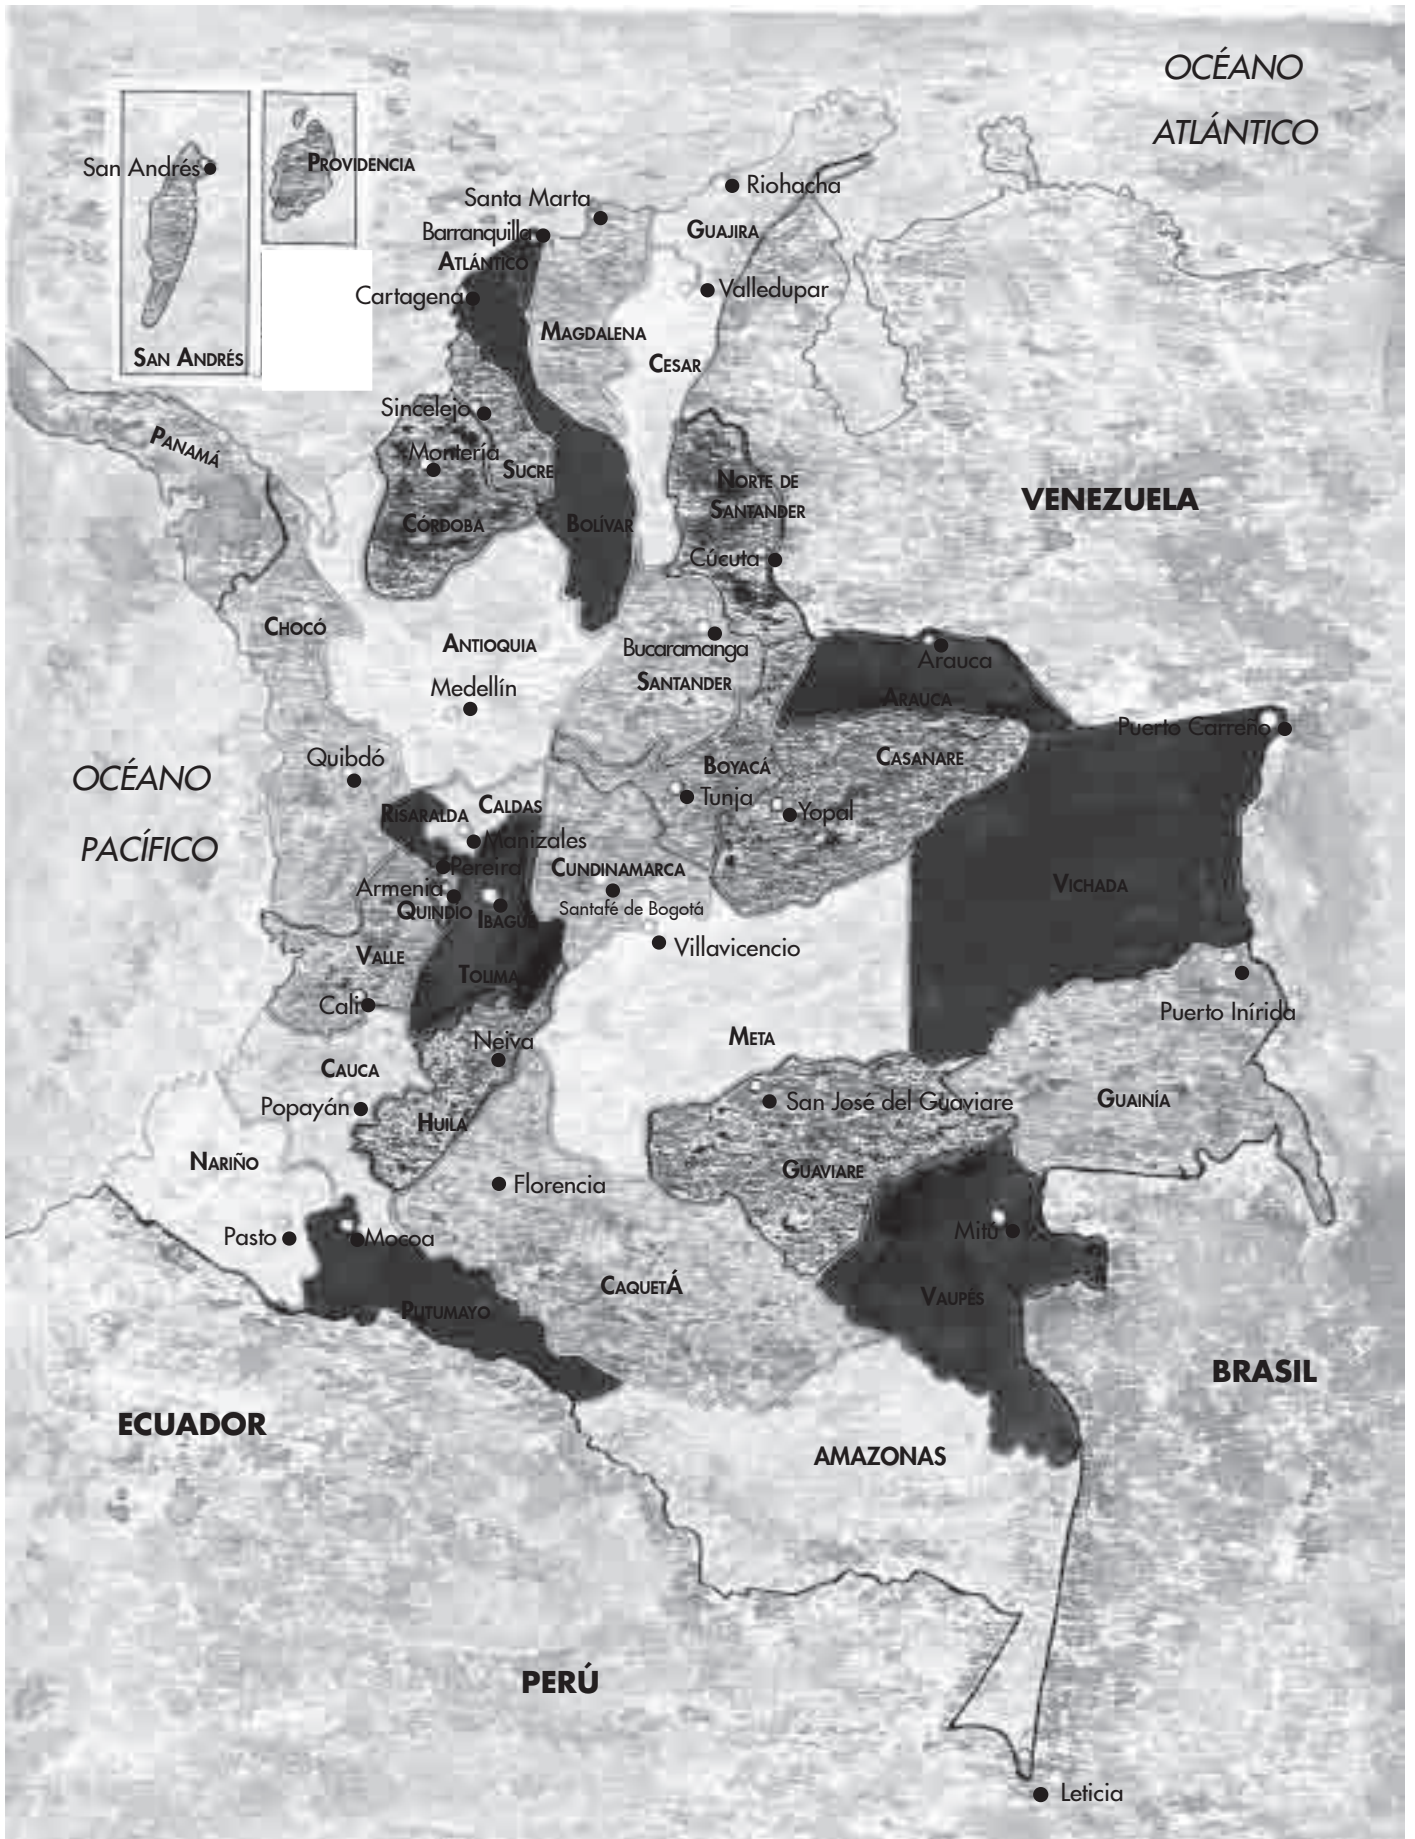 OCÉANO
ATLÁNTICO
San Andrés
PROVIDENCIA
SAN ANDRÉS
Riohacha
Santa Marta
GUAJIRA
Barranquilla
ATLÁNTICO
Cartagena
Valledupar
MAGDALENA
CESAR
Sincelejo
PANAMÁ
Montería
SUCRE
NORTE DE
SANTANDER
VENEZUELA
CÓRDOBA
BOLÍVAR
Cúcuta
CHOCÓ
ANTIOQUIA
Bucaramanga
SANTANDER
Arauca
ARAUCA
Medellín
Puerto Carreño
Quibdó
BOYACÁ
CASANARE
OCÉANO
PACÍFICO
Tunja
Yopal
RISARALDA
CALDAS
Manizales
Pereira
CUNDINAMARCA
Armenia
QUINDIO
IBAGUÉ
Santafé de Bogotá
VICHADA
Villavicencio
VALLE
TOLIMA
Cali
Puerto Inírida
Neiva
META
CAUCA
Popayán
San José del Guaviare
GUAINÍA
HUILA
NARIÑO
GUAVIARE
Florencia
Pasto
Mocoa
Mitú
CAQUETÁ
VAUPÉS
PUTUMAYO
BRASIL
ECUADOR
AMAZONAS
PERÚ
Leticia